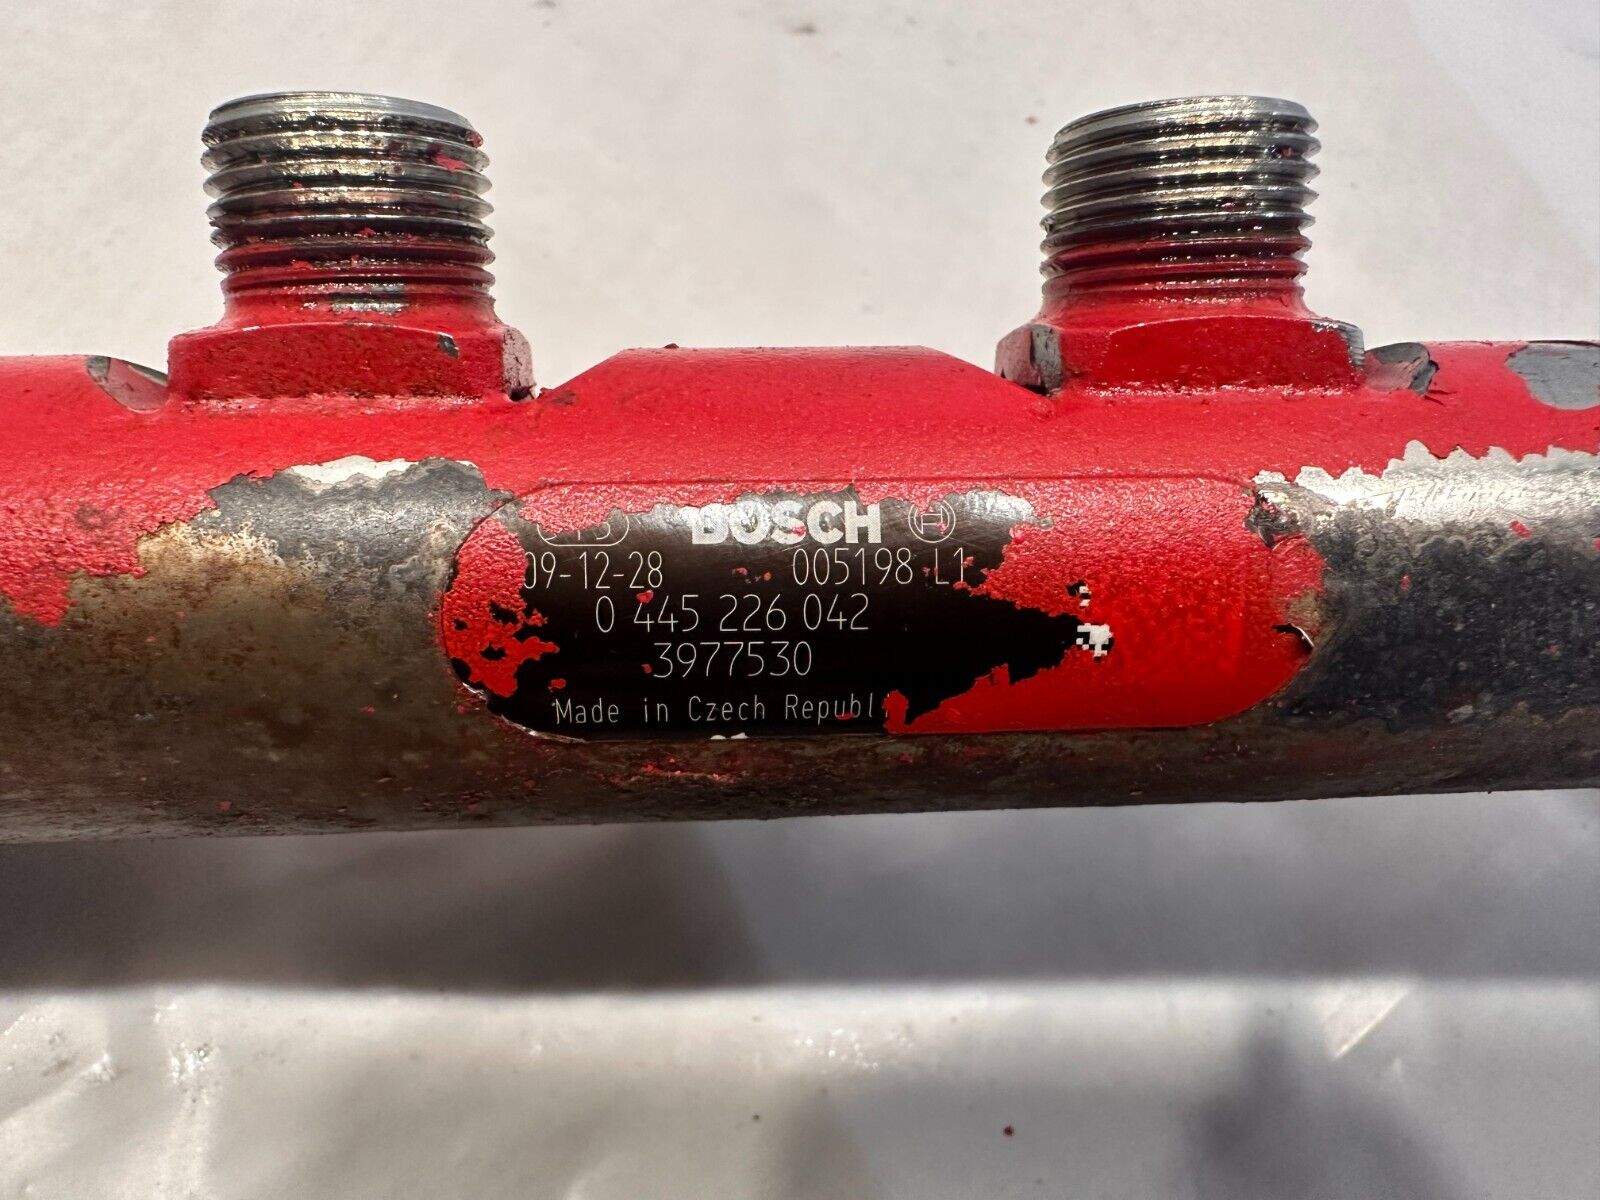 BOSCH
09-12-28 005198 L1
0 445 226 042
3977530
Made in Czech Republ